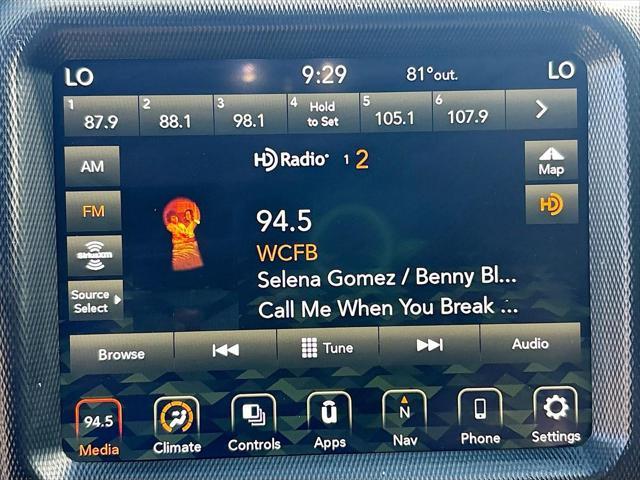 LO 9:29 81°out. LO
1 87.9 2 88.1 3 98.1 4 Hold to Set 5 105.1 6 107.9
AM
HD Radio 1 2
Map
FM
HD
94.5
WCFB
SiriusXM
Selena Gomez / Benny Bl...
Source Select
Call Me When You Break ...
Browse Tune Audio
94.5 N
Media Climate Controls Apps Nav Phone Settings